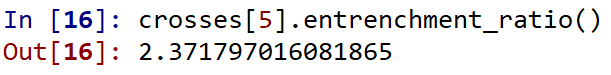 In [16]: crosses[5].entrenchment_ratio()
Out[16]: 2.371797016081865